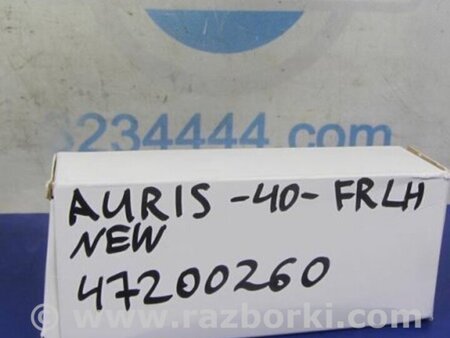 234444.com
AURIS -40- FRLH
NEW
47200260
© www.razborki.com